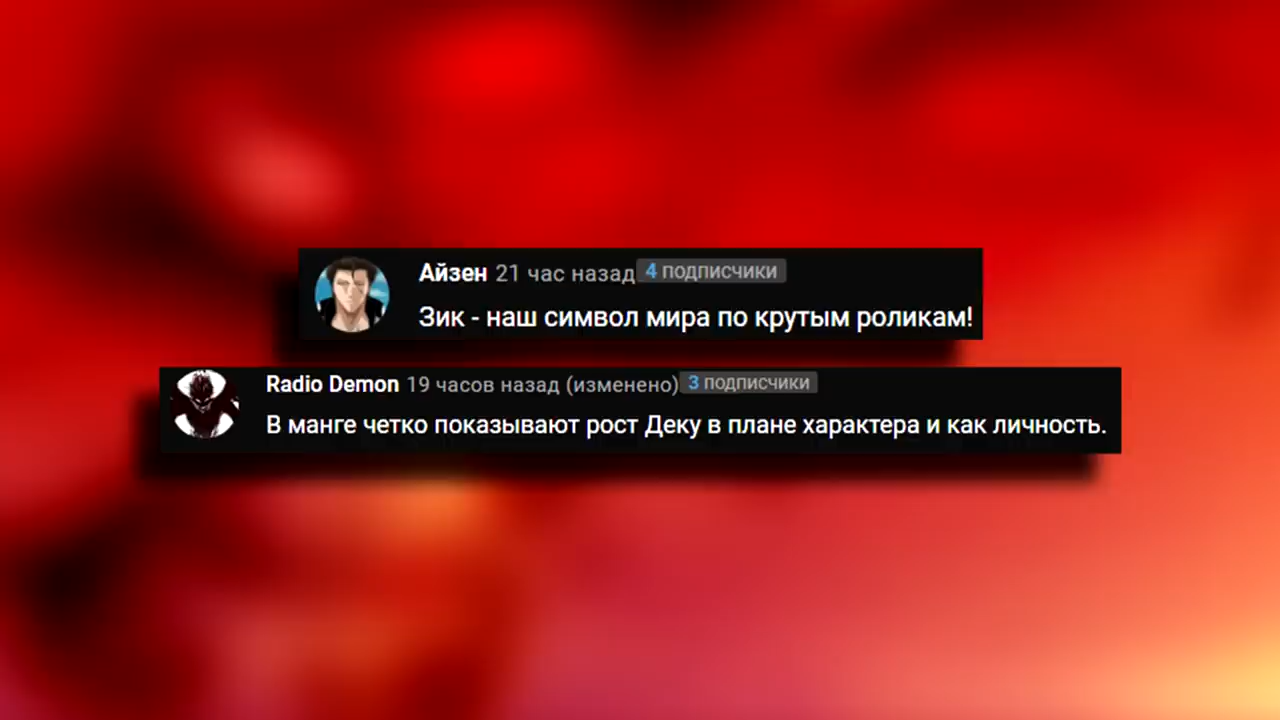 Айзен 21 час назад 4 подписчики
Зик - наш символ мира по крутым роликам!
Radio Demon 19 часов назад (изменено) 3 подписчики
В манге четко показывают рост Деку в плане характера и как личность.